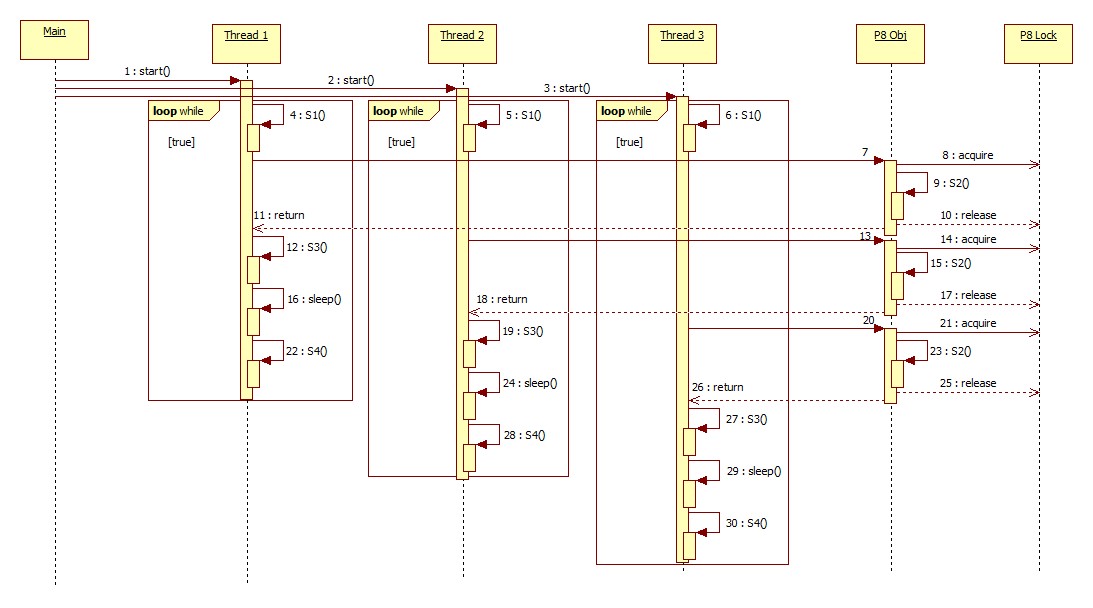 Main
Thread 1
Thread 2
Thread 3
P8 Obj
P8 Lock
1 : start()
2 : start()
3 : start()
loop while
loop while
loop while
4 : S1()
5 : S1()
6 : S1()
[true]
[true]
[true]
7
8 : acquire
9 : S2()
10 : release
11 : return
12 : S3()
13
14 : acquire
15 : S2()
16 : sleep()
17 : release
18 : return
19 : S3()
20
21 : acquire
22 : S4()
23 : S2()
24 : sleep()
25 : release
26 : return
27 : S3()
28 : S4()
29 : sleep()
30 : S4()